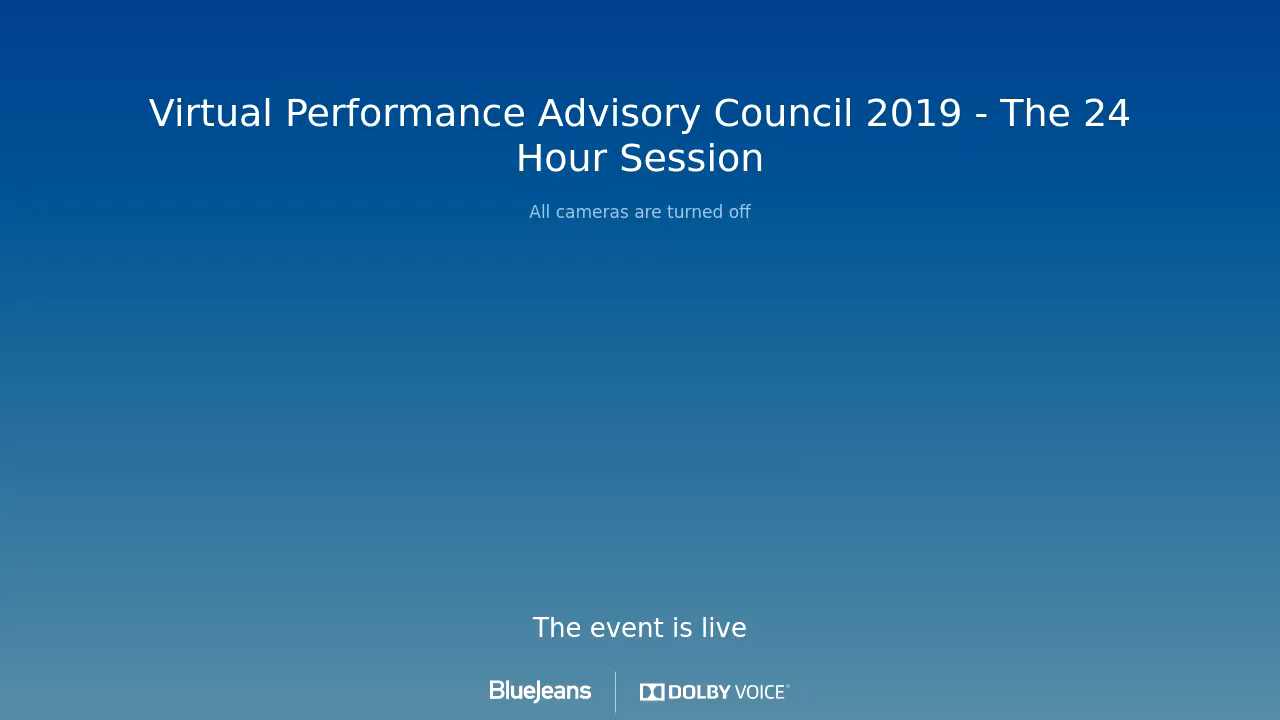 Virtual Performance Advisory Council 2019 - The 24
Hour Session
All cameras are turned off
The event is live
BlueJeans
DOLBY VOICE